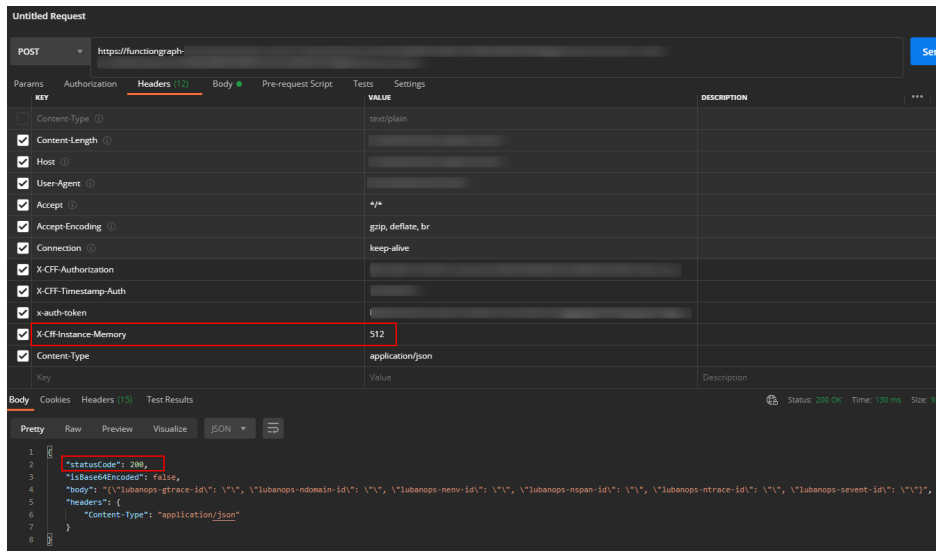 Untitled Request
POST https://functiongraph-
Sen
Params Authorization Headers (12) Body Pre-request Script Tests Settings
KEY VALUE DESCRIPTION
Content-Type text/plain
Content-Length
Host
User-Agent
Accept */*
Accept-Encoding gzip, deflate, br
Connection keep-alive
X-CFF-Authorization
X-CFF-Timestamp-Auth
x-auth-token
X-Cff-Instance-Memory 512
Content-Type application/json
Key Value Description
Body Cookies Headers (15) Test Results Status: 200 OK Time: 130 ms Size: 9
Pretty Raw Preview Visualize JSON
1 {
2 "statusCode": 200,
3 "isBase64Encoded": false,
4 "body": "{\"lubanops-gtrace-id\": \"\", \"lubanops-ndomain-id\": \"\", \"lubanops-nenv-id\": \"\", \"lubanops-nspan-id\": \"\", \"lubanops-ntrace-id\": \"\", \"lubanops-sevent-id\": \"\"}",
5 "headers": {
6 "Content-Type": "application/json"
7 }
8 }